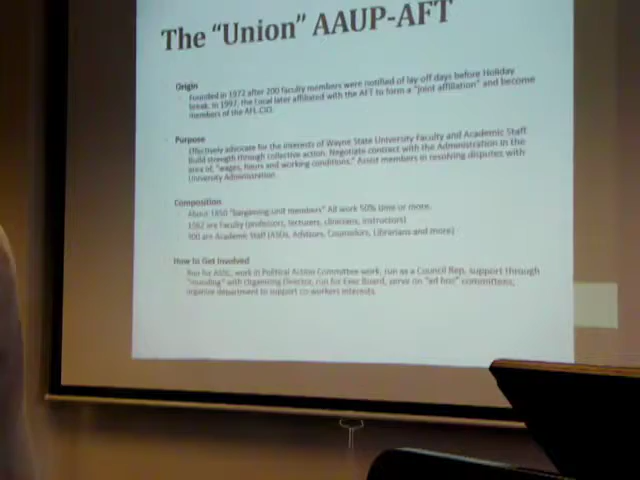 The "Union" AAUP-AFT
Origin
Founded in 1972 after 200 faculty members were notified of lay-off days before Holiday
break. In 1997, the Local later affiliated with the AFT to form a "joint affiliation" and become
members of the AFL-CIO.
Purpose
Effectively advocate for the interests of Wayne State University Faculty and Academic Staff
Build strength through collective action. Negotiate contract with the Administration in the
area of, "wages, hours and working conditions." Assist members in resolving disputes with
University Administration.
Composition
About 1850 "bargaining unit members" All work 50% time or more.
are Faculty (professors, lecturers, clinicians, instructors)
are Academic Staff (ASOs, Advisors, Counselors, Librarians and more)
How to Get Involved
Run for ASSC, work in Political Action Committee work, run as a Council Rep, support through
with Organizing Director, run for Exec Board, serve on "ad hoc" committees,
organize department to support co-workers interests.